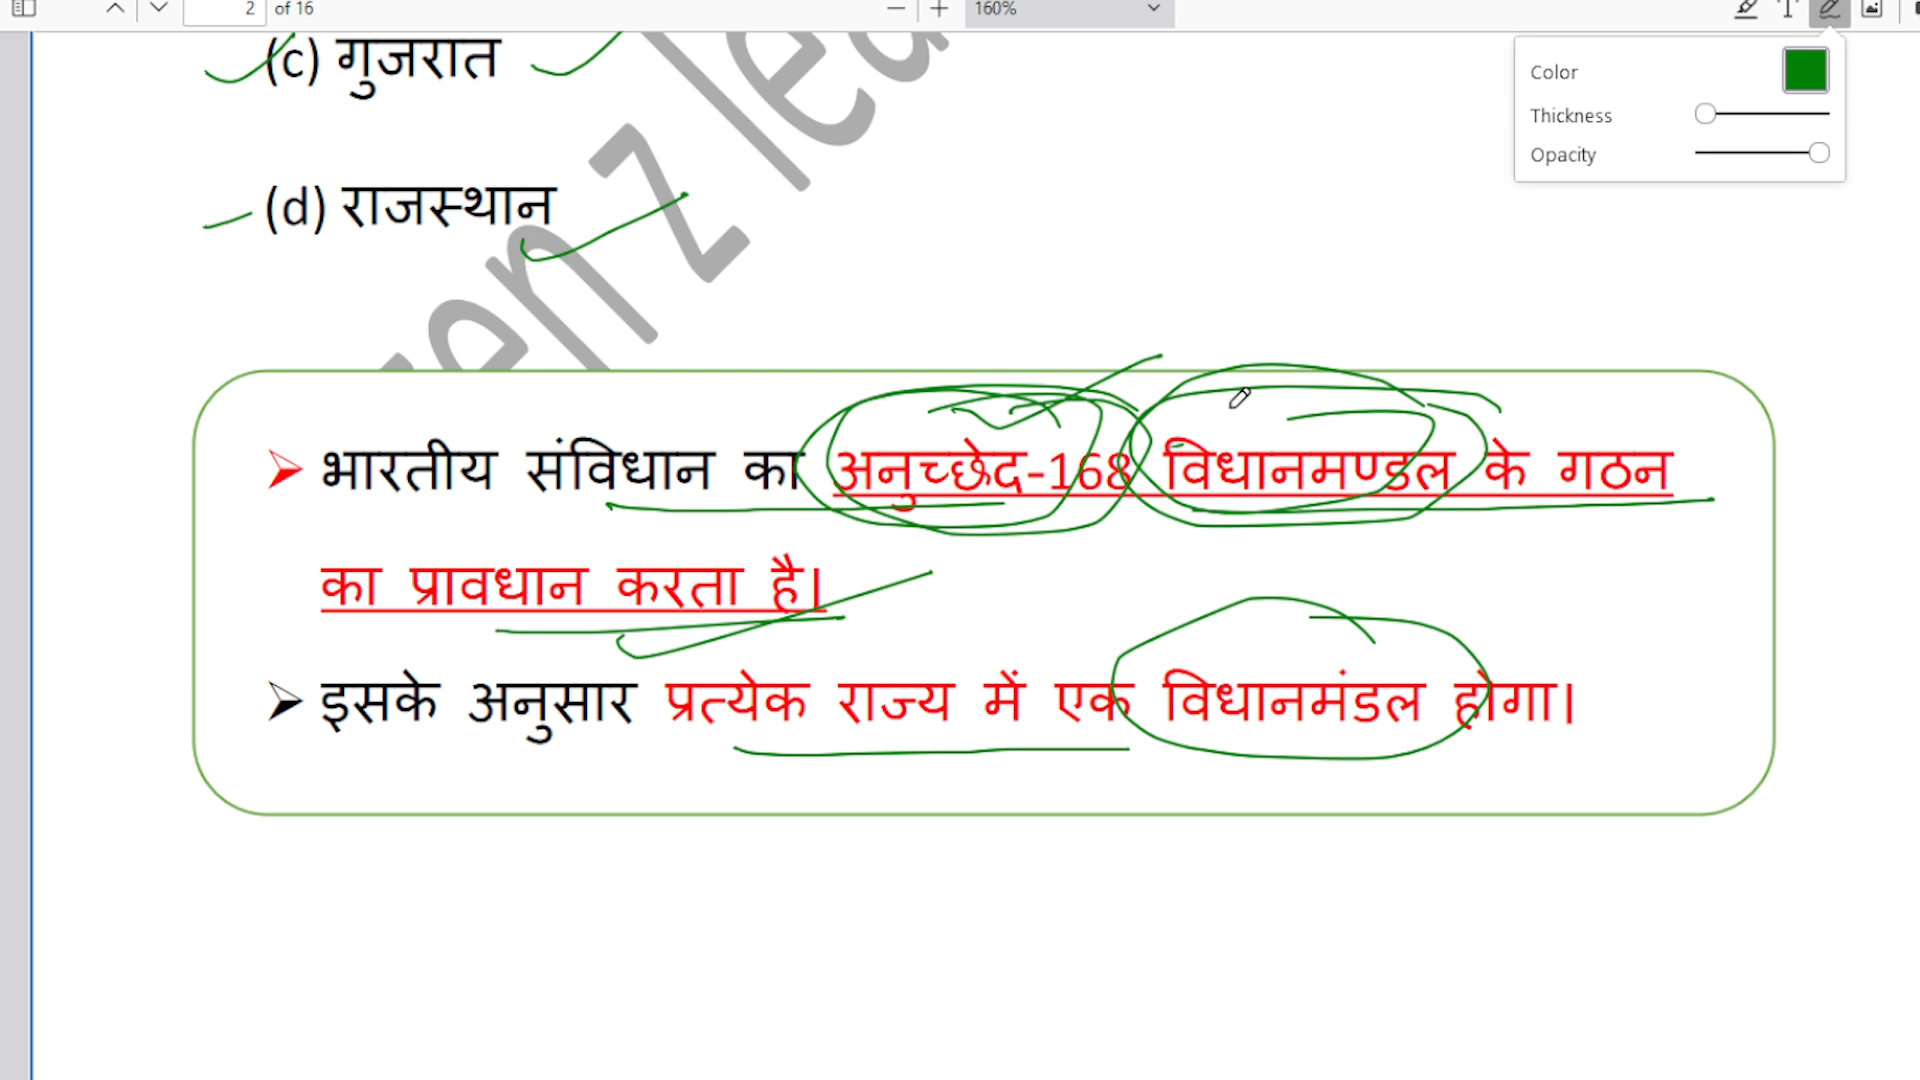 2 of 16
160%
Color
Thickness
Opacity
(c) गुजरात
(d) राजस्थान
➢ भारतीय संविधान का अनुच्छेद-168 विधानमण्डल के गठन
का प्रावधान करता है।
➢ इसके अनुसार प्रत्येक राज्य में एक विधानमंडल होगा।